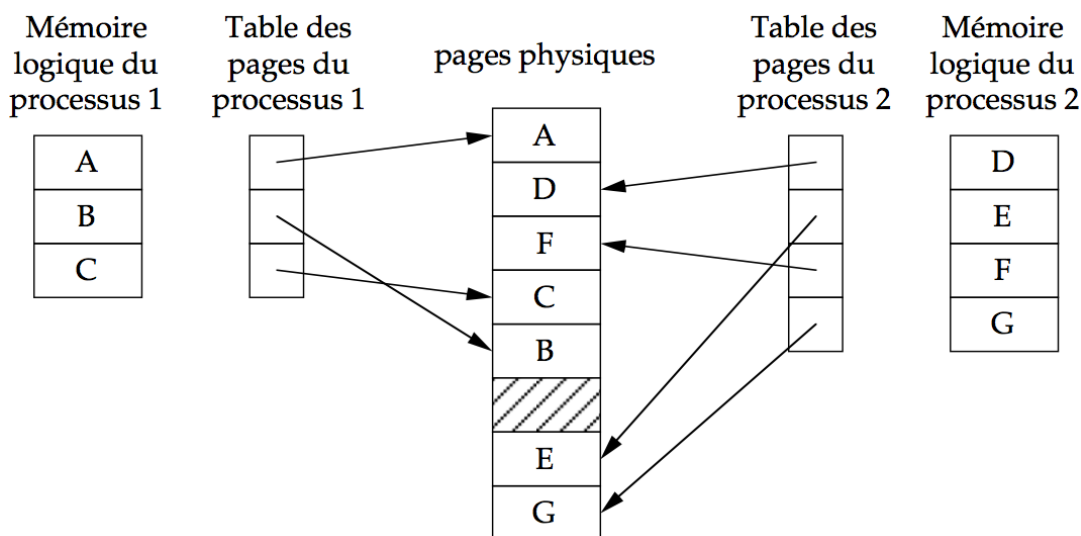 Mémoire
logique du
processus 1
Table des
pages du
processus 1
pages physiques
Table des
pages du
processus 2
Mémoire
logique du
processus 2
A
B
C
A
D
F
C
B
E
G
D
E
F
G